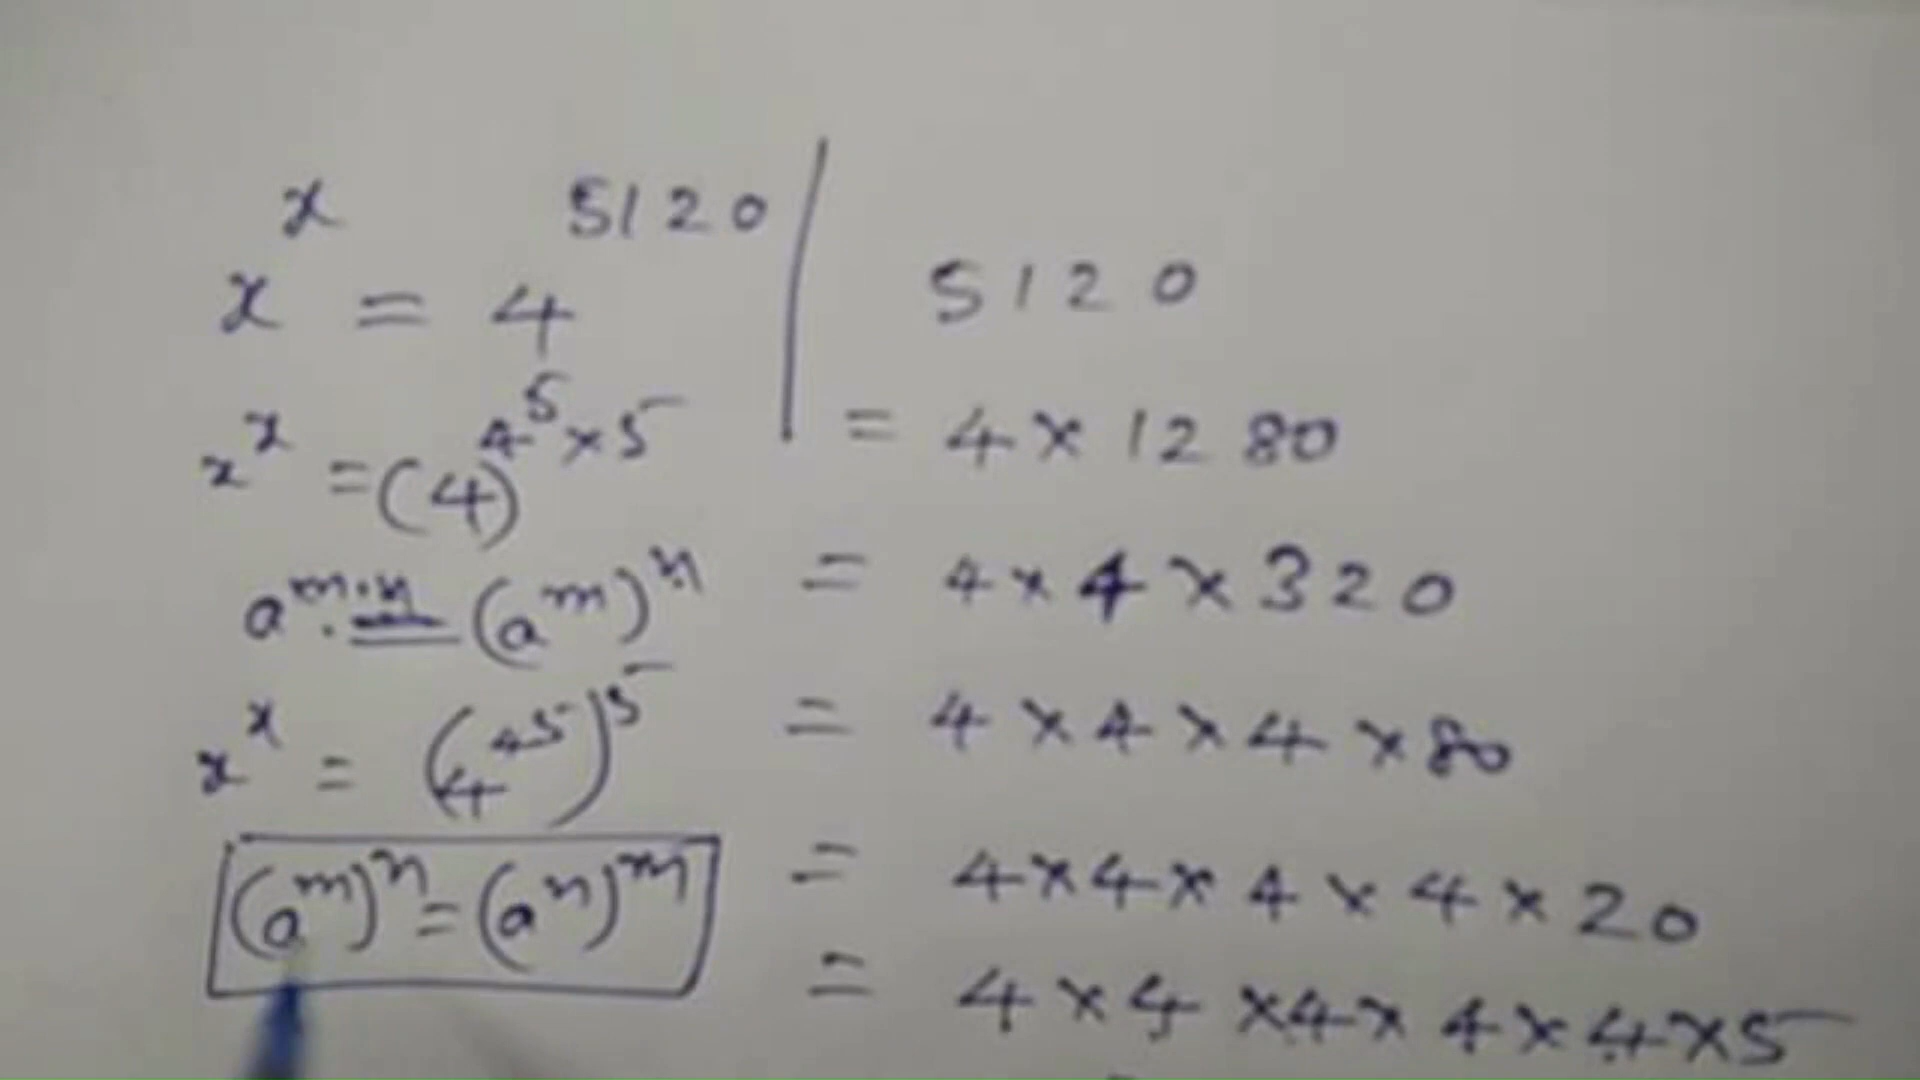 x^x = 4^5120
x^x = (4)^4^5×5
a^m·n = (a^m)^n
x^x = (4^4^5)^5
(a^m)^n = (a^n)^m
5120
= 4 × 1280
= 4 × 4 × 320
= 4 × 4 × 4 × 80
= 4 × 4 × 4 × 4 × 20
= 4 × 4 × 4 × 4 × 4 × 5